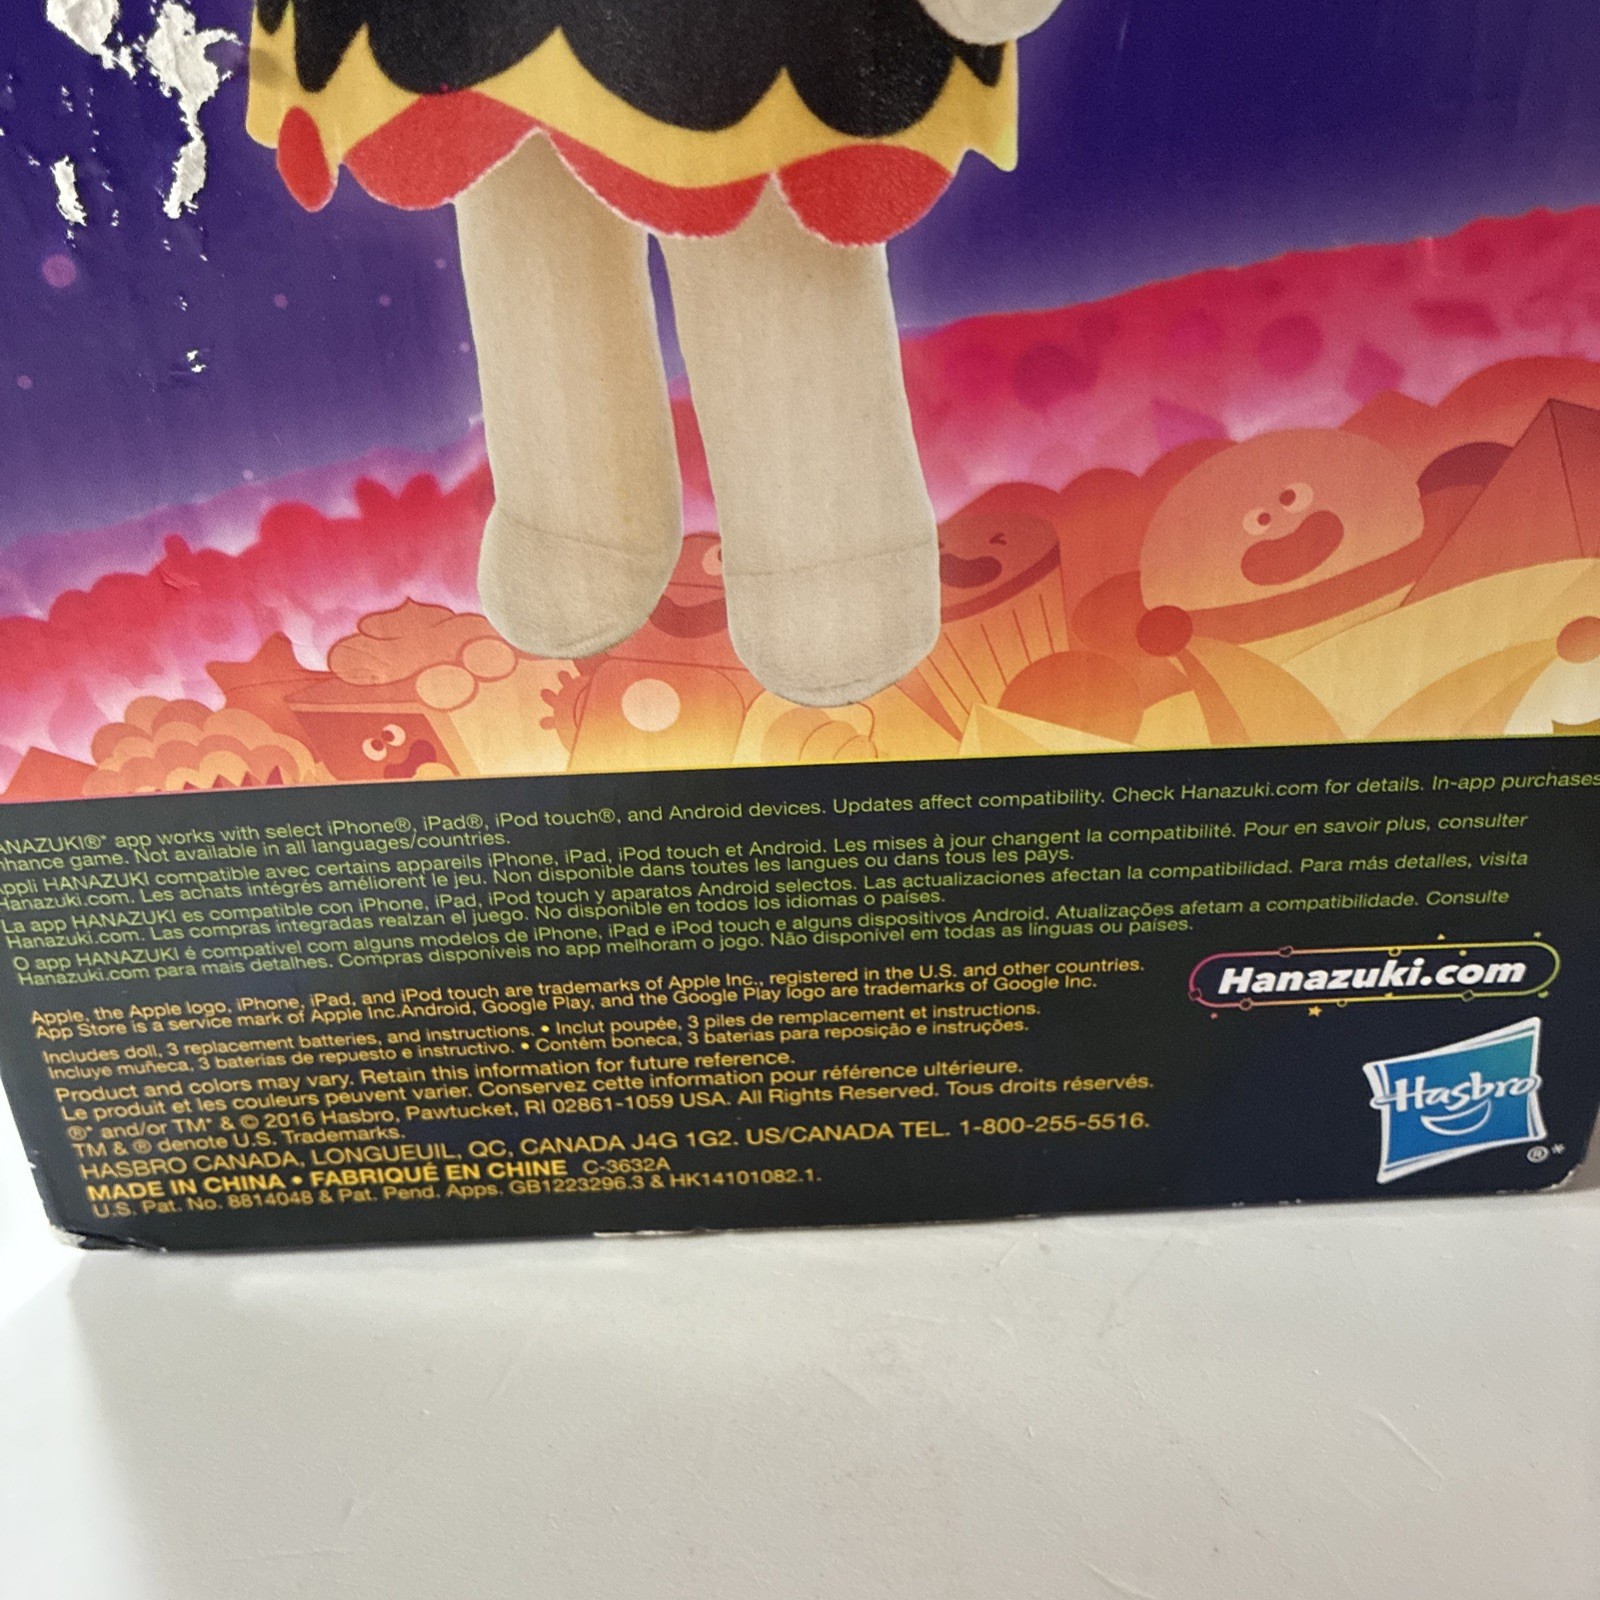 ANAZUKI®* app works with select iPhone®, iPad®, iPod touch®, and Android devices. Updates affect compatibility. Check Hanazuki.com for details. In-app purchases
nhance game. Not available in all languages/countries.
ppli HANAZUKI compatible avec certains appareils iPhone, iPad, iPod touch et Android. Les mises à jour changent la compatibilité. Pour en savoir plus, consulter
Hanazuki.com. Les achats intégrés améliorent le jeu. Non disponible dans toutes les langues ou dans tous les pays.
La app HANAZUKI es compatible con iPhone, iPad, iPod touch y aparatos Android selectos. Las actualizaciones afectan la compatibilidad. Para más detalles, visita
Hanazuki.com. Las compras integradas realzan el juego. No disponible en todos los idiomas o países.
O app HANAZUKI é compatível com alguns modelos de iPhone, iPad e iPod touch e alguns dispositivos Android. Atualizações afetam a compatibilidade. Consulte
Hanazuki.com para mais detalhes. Compras disponíveis no app melhoram o jogo. Não disponível em todas as línguas ou países.
Apple, the Apple logo, iPhone, iPad, and iPod touch are trademarks of Apple Inc., registered in the U.S. and other countries.
App Store is a service mark of Apple Inc.Android, Google Play, and the Google Play logo are trademarks of Google Inc.
Includes doll, 3 replacement batteries, and instructions. • Inclut poupée, 3 piles de remplacement et instructions.
Incluye muñeca, 3 baterias de repuesto e instructivo. • Contém boneca, 3 baterias para reposição e instruções.
Product and colors may vary. Retain this information for future reference.
Le produit et les couleurs peuvent varier. Conservez cette information pour référence ultérieure.
®* and/or TM* & © 2016 Hasbro, Pawtucket, RI 02861-1059 USA. All Rights Reserved. Tous droits réservés.
TM & ® denote U.S. Trademarks.
HASBRO CANADA, LONGUEUIL, QC, CANADA J4G 1G2. US/CANADA TEL. 1-800-255-5516.
MADE IN CHINA • FABRIQUÉ EN CHINE C-3632A
U.S. Pat. No. 8814048 & Pat. Pend. Apps. GB1223296.3 & HK14101082.1.
Hanazuki.com
Hasbro
®*